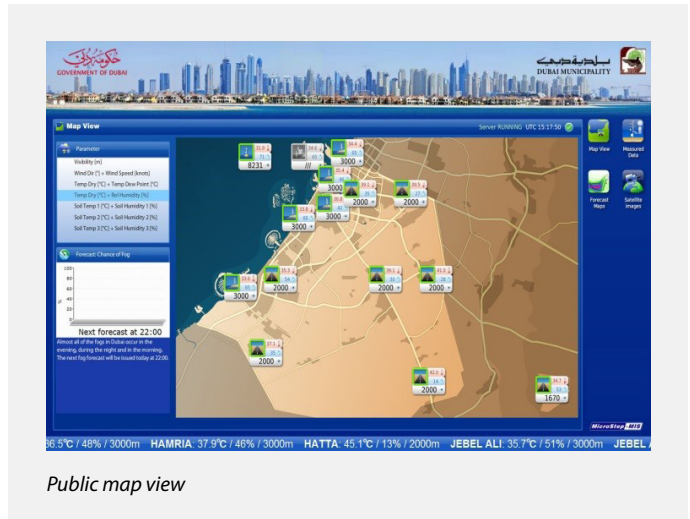 حكومة دبي
GOVERNMENT OF DUBAI
بلدية دبي
DUBAI MUNICIPALITY
Map View
Server RUNNING UTC 15:17:50
Parameter
Visibility [m]
Wind Dir [°] + Wind Speed [knots]
Temp Dry [°C] + Temp Dew Point [°C]
Temp Dry [°C] + Rel Humidity [%]
Soil Temp 1 [°C] + Soil Humidity 1 [%]
Soil Temp 2 [°C] + Soil Humidity 2 [%]
Soil Temp 3 [°C] + Soil Humidity 3 [%]
Forecast Chance of Fog
100
80
60
40
20
0
%
Next forecast at 22:00
Almost all of the fogs in Dubai occur in the
evening, during the night and in the morning.
The next fog forecast will be issued today at 22:00.
8231
///
3000
3000
2000
2000
3000
3000
3000
2000
2000
2000
2000
2000
1670
Map View
Measured
Data
Forecast
Maps
Satellite
images
MicroStep-MIS
36.5°C / 48% / 3000m HAMRIA: 37.9°C / 46% / 3000m HATTA: 45.1°C / 13% / 2000m JEBEL ALI: 35.7°C / 51% / 3000m JEBEL
Public map view